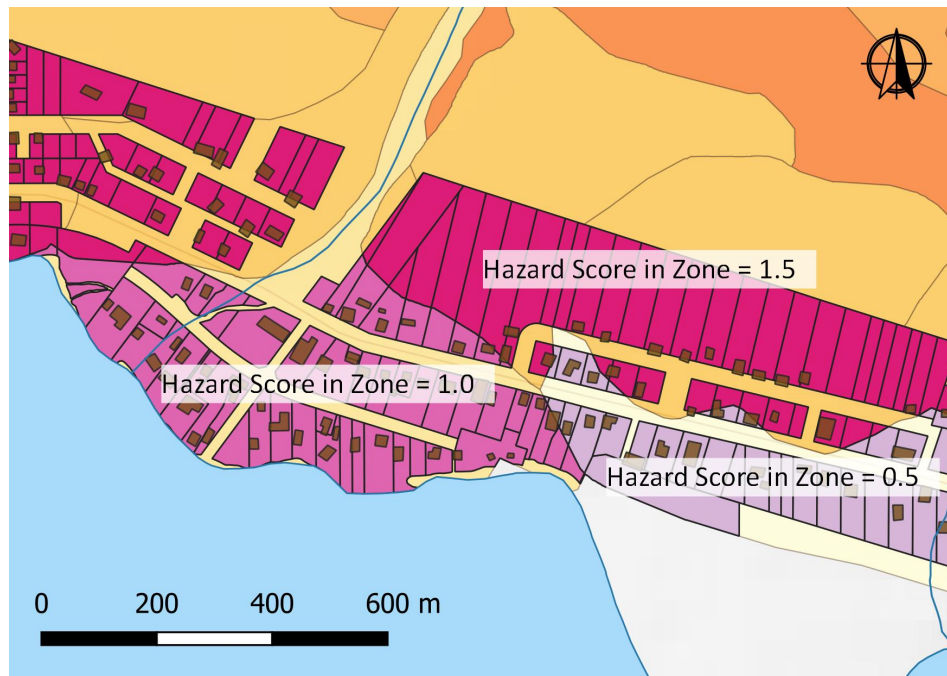 Hazard Score in Zone = 1.5
Hazard Score in Zone = 1.0
Hazard Score in Zone = 0.5
0 200 400 600 m